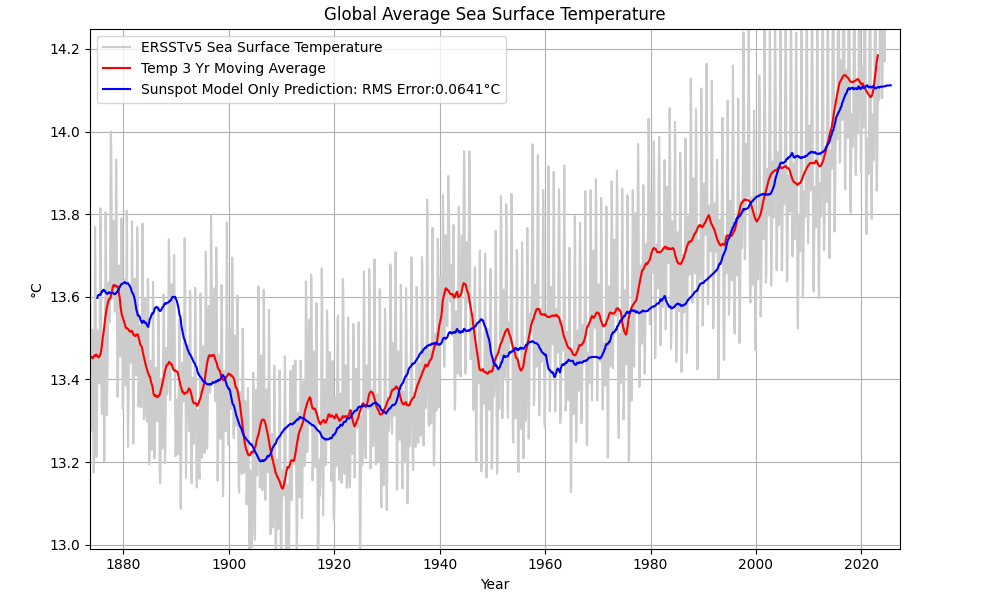 Global Average Sea Surface Temperature
ERSSTv5 Sea Surface Temperature
Temp 3 Yr Moving Average
Sunspot Model Only Prediction: RMS Error:0.0641°C
14.2
14.0
13.8
13.6
13.4
13.2
13.0
°C
1880 1900 1920 1940 1960 1980 2000 2020
Year